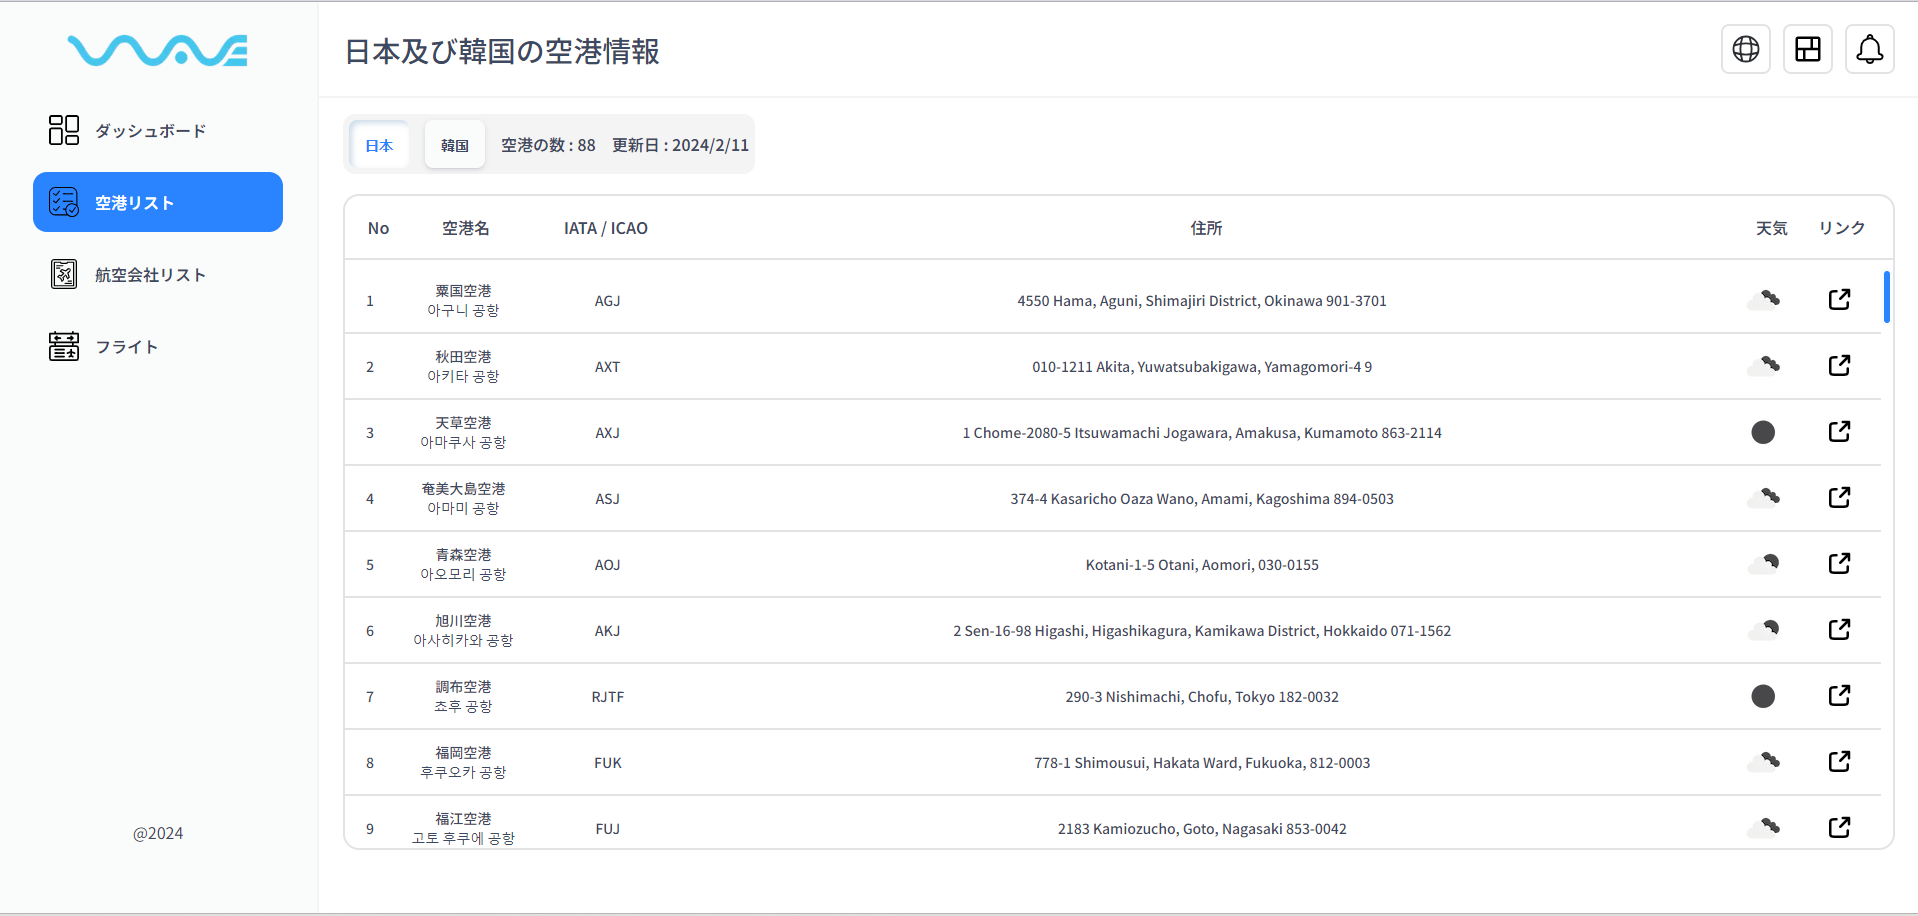 WAVE
日本及び韓国の空港情報
ダッシュボード
空港リスト
航空会社リスト
フライト
@2024
日本 韓国 空港の数 : 88 更新日 : 2024/2/11
No 空港名 IATA / ICAO 住所 天気 リンク
1 粟国空港 AGJ 4550 Hama, Aguni, Shimajiri District, Okinawa 901-3701
아구니 공항
2 秋田空港 AXT 010-1211 Akita, Yuwatsubakigawa, Yamagomori-4 9
아키타 공항
3 天草空港 AXJ 1 Chome-2080-5 Itsuwamachi Jogawara, Amakusa, Kumamoto 863-2114
아마쿠사 공항
4 奄美大島空港 ASJ 374-4 Kasaricho Oaza Wano, Amami, Kagoshima 894-0503
아마미 공항
5 青森空港 AOJ Kotani-1-5 Otani, Aomori, 030-0155
아오모리 공항
6 旭川空港 AKJ 2 Sen-16-98 Higashi, Higashikagura, Kamikawa District, Hokkaido 071-1562
아사히카와 공항
7 調布空港 RJTF 290-3 Nishimachi, Chofu, Tokyo 182-0032
쵸후 공항
8 福岡空港 FUK 778-1 Shimousui, Hakata Ward, Fukuoka, 812-0003
후쿠오카 공항
9 福江空港 FUJ 2183 Kamiozucho, Goto, Nagasaki 853-0042
고토 후쿠에 공항